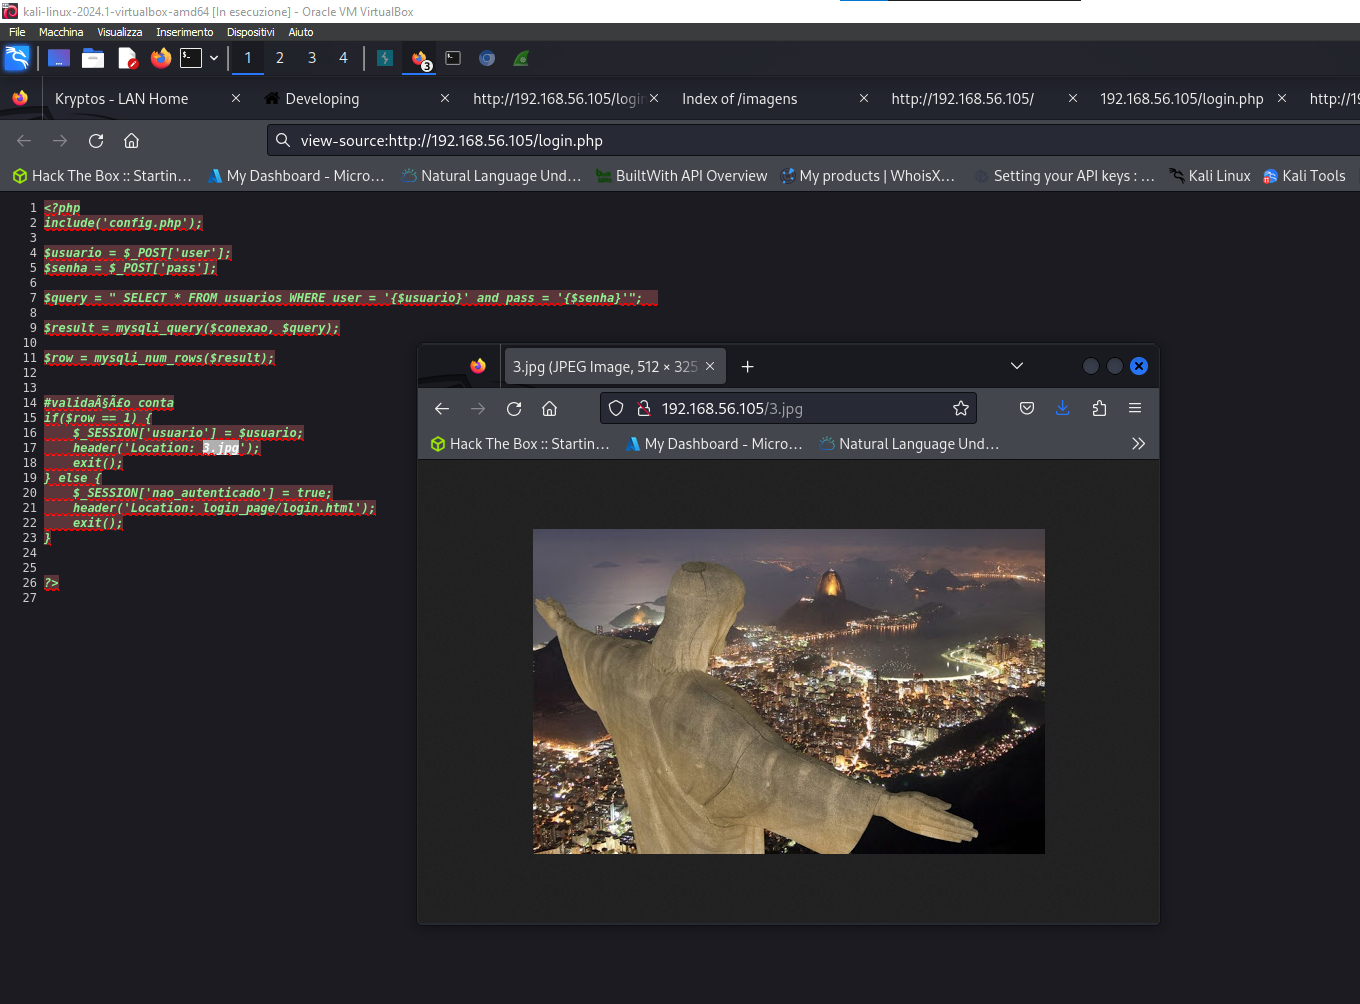 kali-linux-2024.1-virtualbox-amd64 [In esecuzione] - Oracle VM VirtualBox
File Macchina Visualizza Inserimento Dispositivi Aiuto
1 2 3 4 3
Kryptos - LAN Home Developing http://192.168.56.105/login Index of /imagens http://192.168.56.105/ 192.168.56.105/login.php http://19
view-source:http://192.168.56.105/login.php
Hack The Box :: Startin... My Dashboard - Micro... Natural Language Und... BuiltWith API Overview My products | WhoisX... Setting your API keys : ... Kali Linux Kali Tools
1 <?php
2 include('config.php');
3
4 $usuario = $_POST['user'];
5 $senha = $_POST['pass'];
6
7 $query = " SELECT * FROM usuarios WHERE user = '{$usuario}' and pass = '{$senha}'";
8
9 $result = mysqli_query($conexao, $query);
10
11 $row = mysqli_num_rows($result);
12
13
14 #validaÃ§Ã£o conta
15 if($row == 1) {
16     $_SESSION['usuario'] = $usuario;
17     header('Location: 3.jpg');
18     exit();
19 } else {
20     $_SESSION['nao_autenticado'] = true;
21     header('Location: login_page/login.html');
22     exit();
23 }
24
25
26 ?>
27
3.jpg (JPEG Image, 512 × 325
192.168.56.105/3.jpg
Hack The Box :: Startin... My Dashboard - Micro... Natural Language Und...